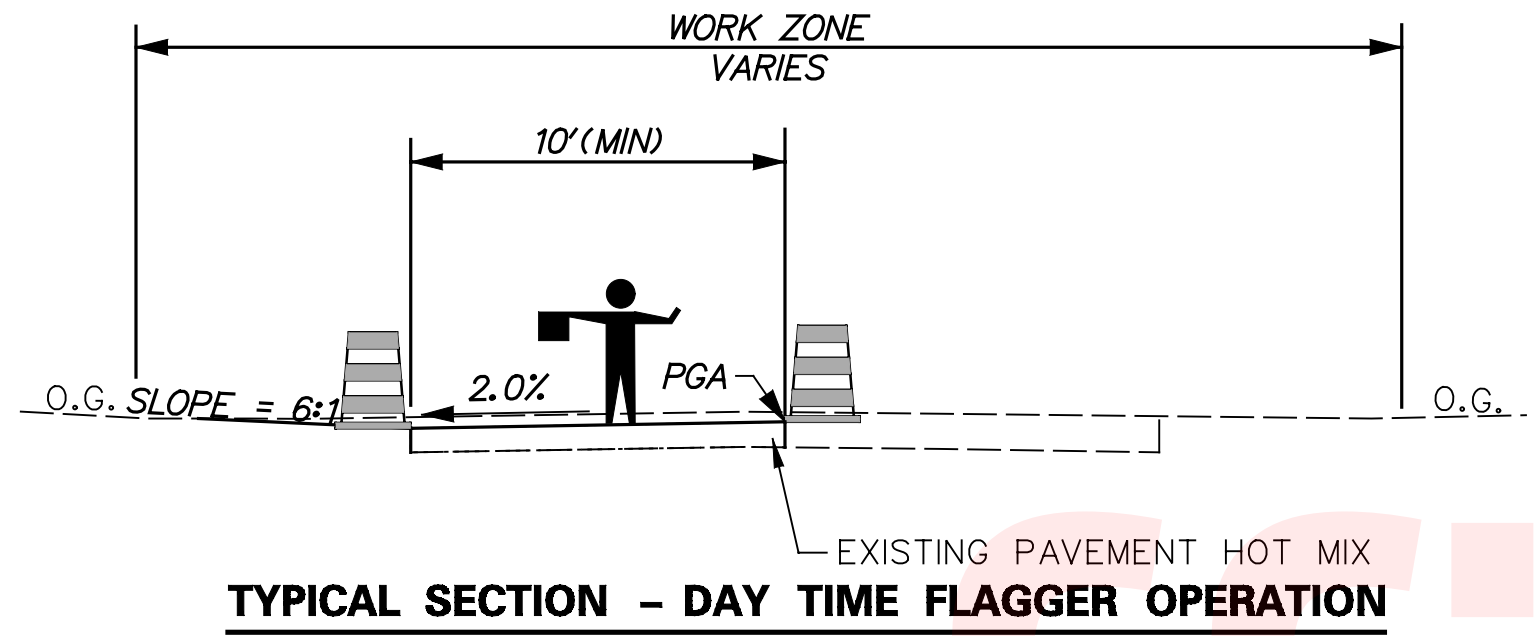 WORK ZONE
VARIES
10'(MIN)
PGA
2.0%
O.G. SLOPE = 6:1
O.G.
EXISTING PAVEMENT HOT MIX
TYPICAL SECTION - DAY TIME FLAGGER OPERATION